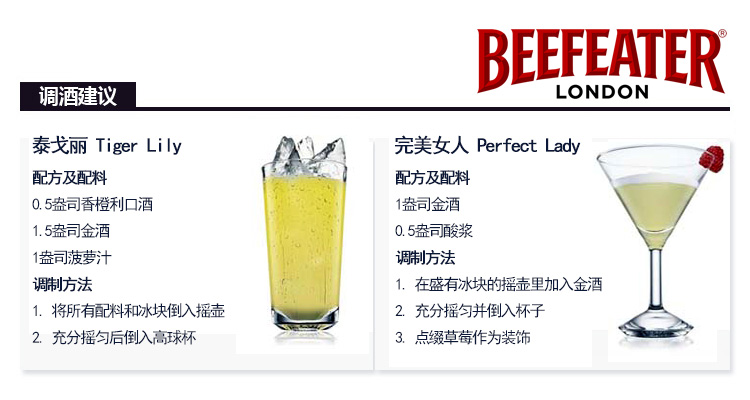 BEEFEATER®
LONDON
调酒建议
泰戈丽 Tiger Lily
配方及配料
0.5盎司香橙利口酒
1.5盎司金酒
1盎司菠萝汁
调制方法
1. 将所有配料和冰块倒入摇壶
2. 充分摇匀后倒入高球杯
完美女人 Perfect Lady
配方及配料
1盎司金酒
0.5盎司酸浆
调制方法
1. 在盛有冰块的摇壶里加入金酒
2. 充分摇匀并倒入杯子
3. 点缀草莓作为装饰